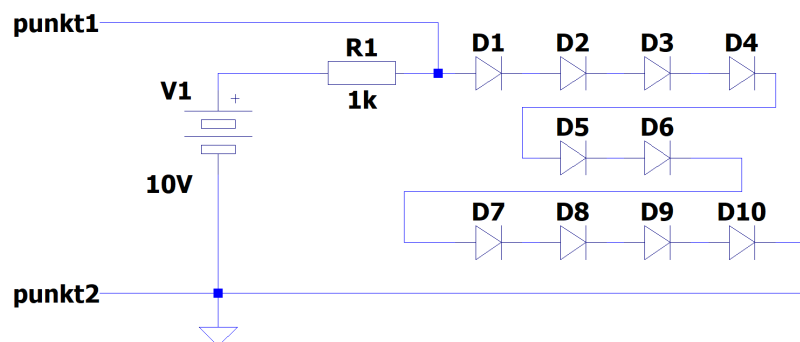 punkt1
R1 D1 D2 D3 D4
V1 + 1k
D5 D6
10V
D7 D8 D9 D10
punkt2